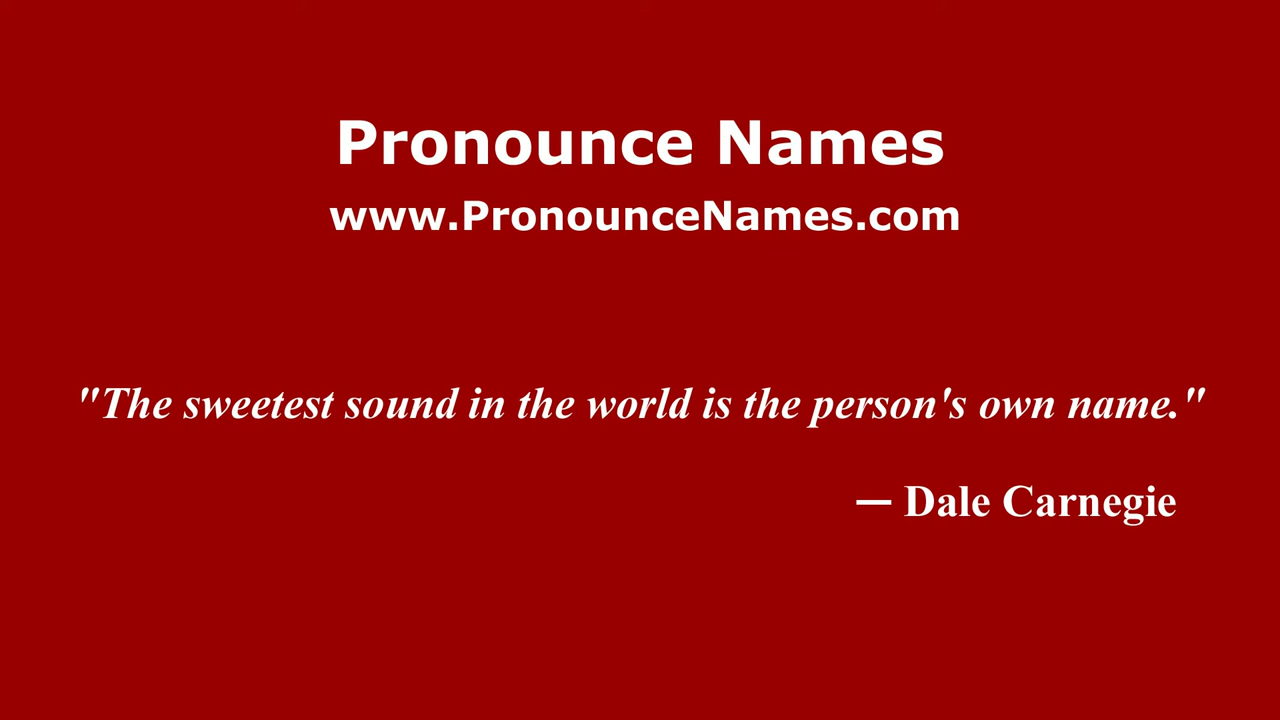 Pronounce Names
www.PronounceNames.com
"The sweetest sound in the world is the person's own name."
— Dale Carnegie